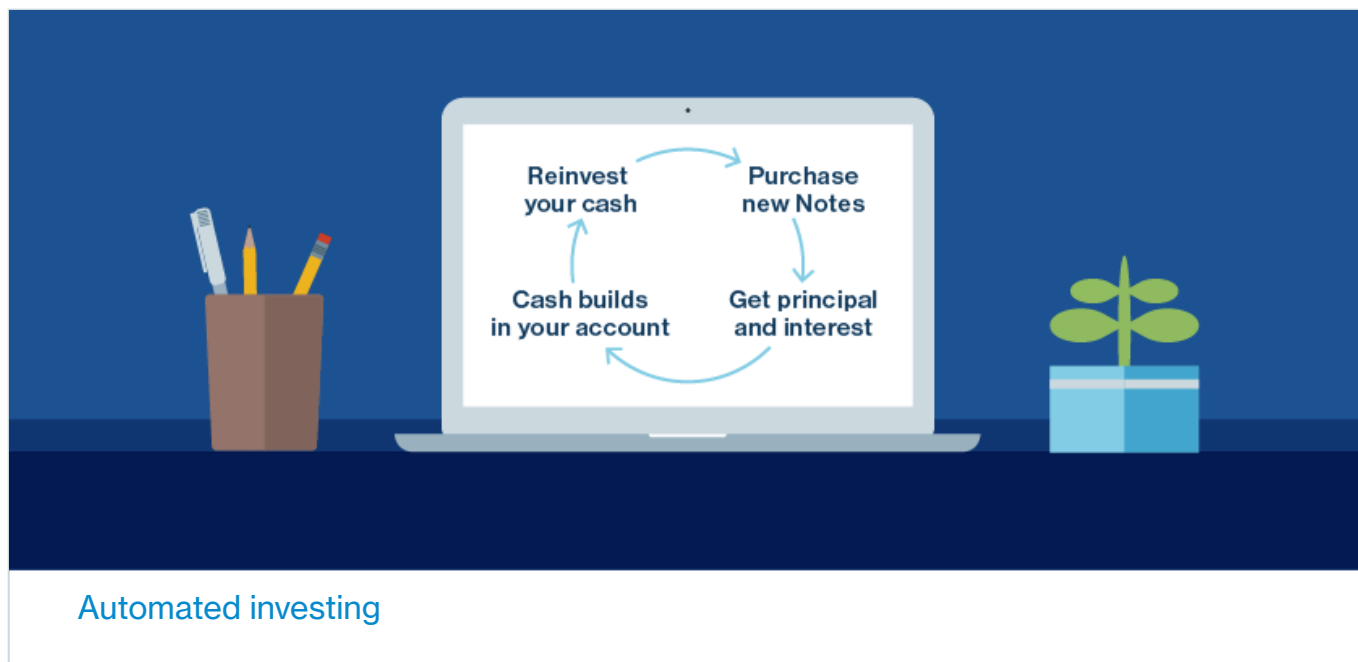 Reinvest
your cash
Purchase
new Notes
Cash builds
in your account
Get principal
and interest
Automated investing